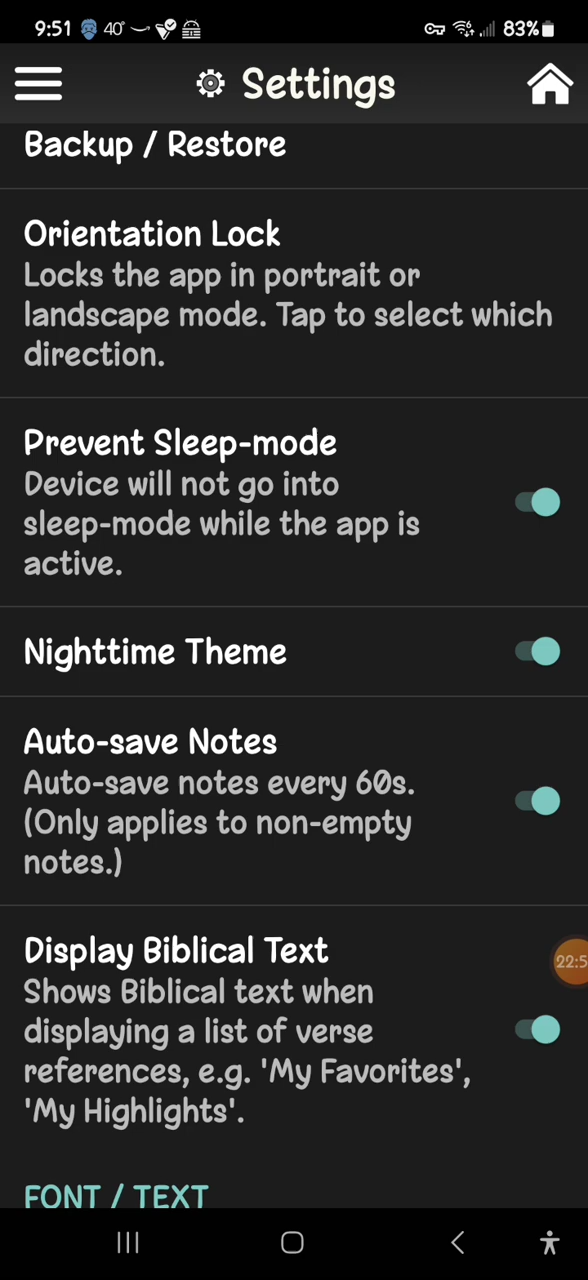 9:51 40° 83%
Settings
Backup / Restore
Orientation Lock
Locks the app in portrait or
landscape mode. Tap to select which
direction.
Prevent Sleep-mode
Device will not go into
sleep-mode while the app is
active.
Nighttime Theme
Auto-save Notes
Auto-save notes every 60s.
(Only applies to non-empty
notes.)
Display Biblical Text
Shows Biblical text when
22:5
displaying a list of verse
references, e.g. 'My Favorites',
'My Highlights'.
FONT / TEXT